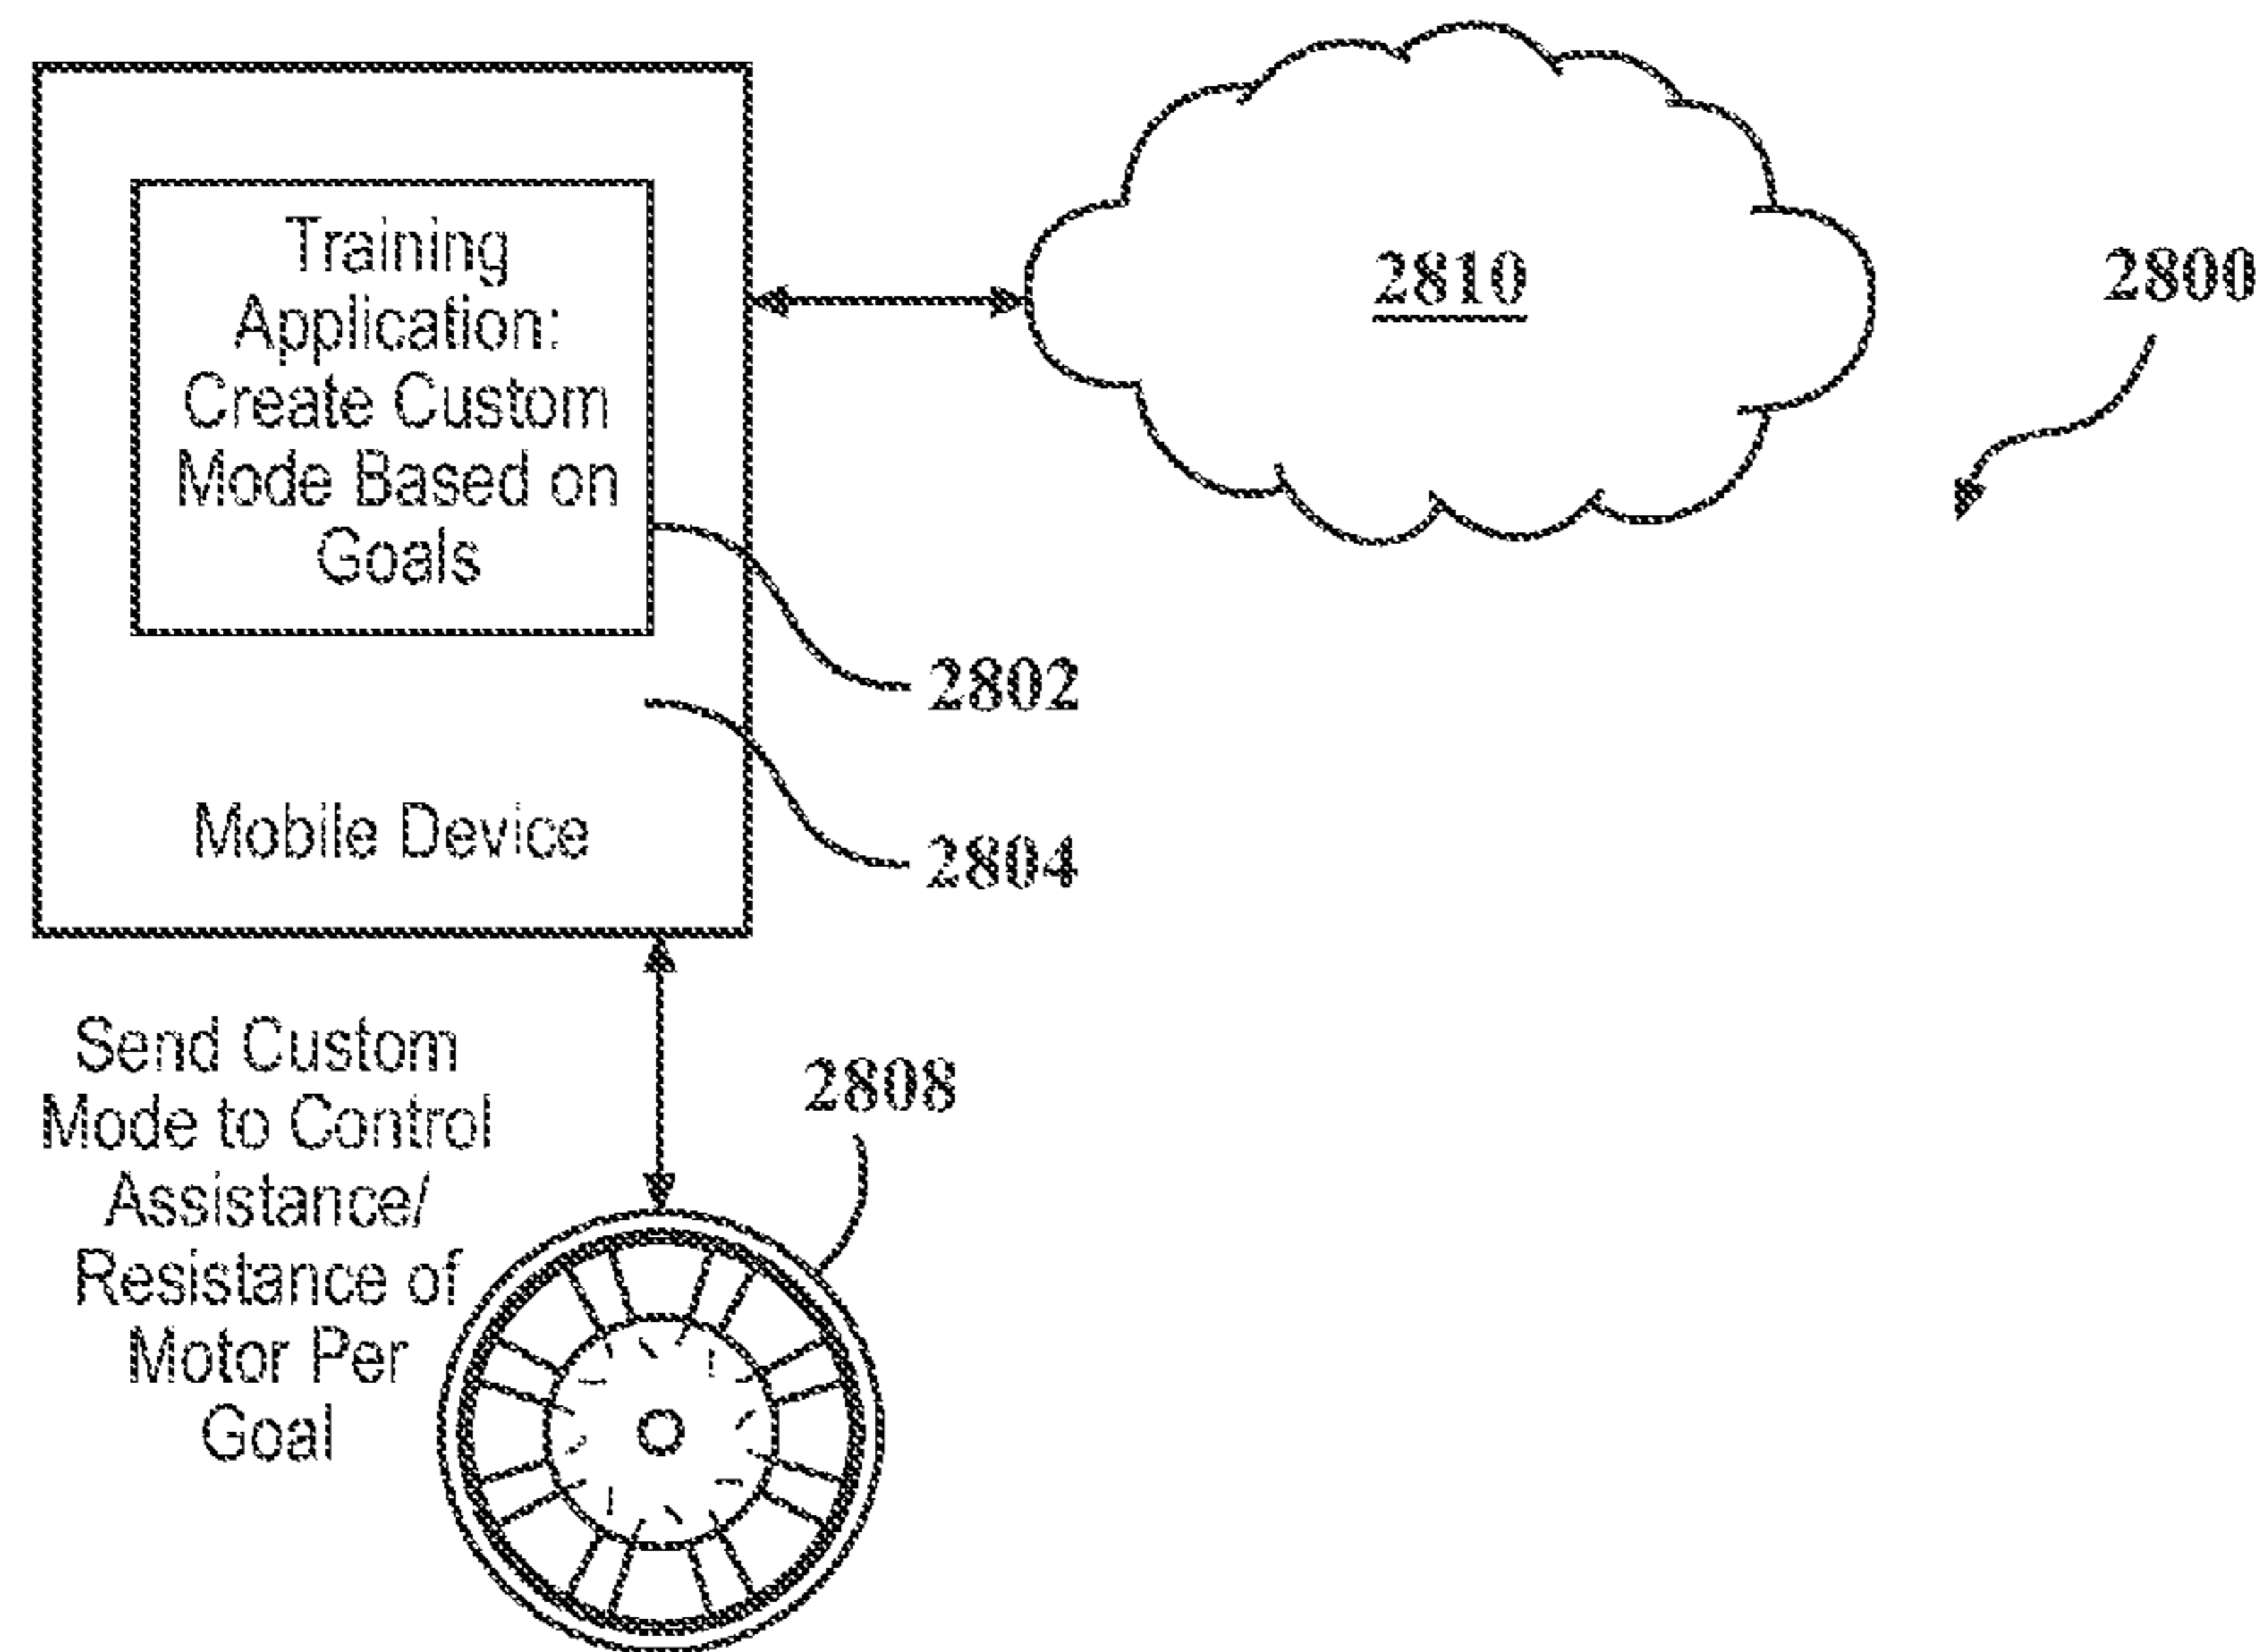 Training
Application:
Create Custom
Mode Based on
Goals
2810
2800
2802
Mobile Device
2804
Send Custom
Mode to Control
Assistance/
Resistance of
Motor Per
Goal
2808